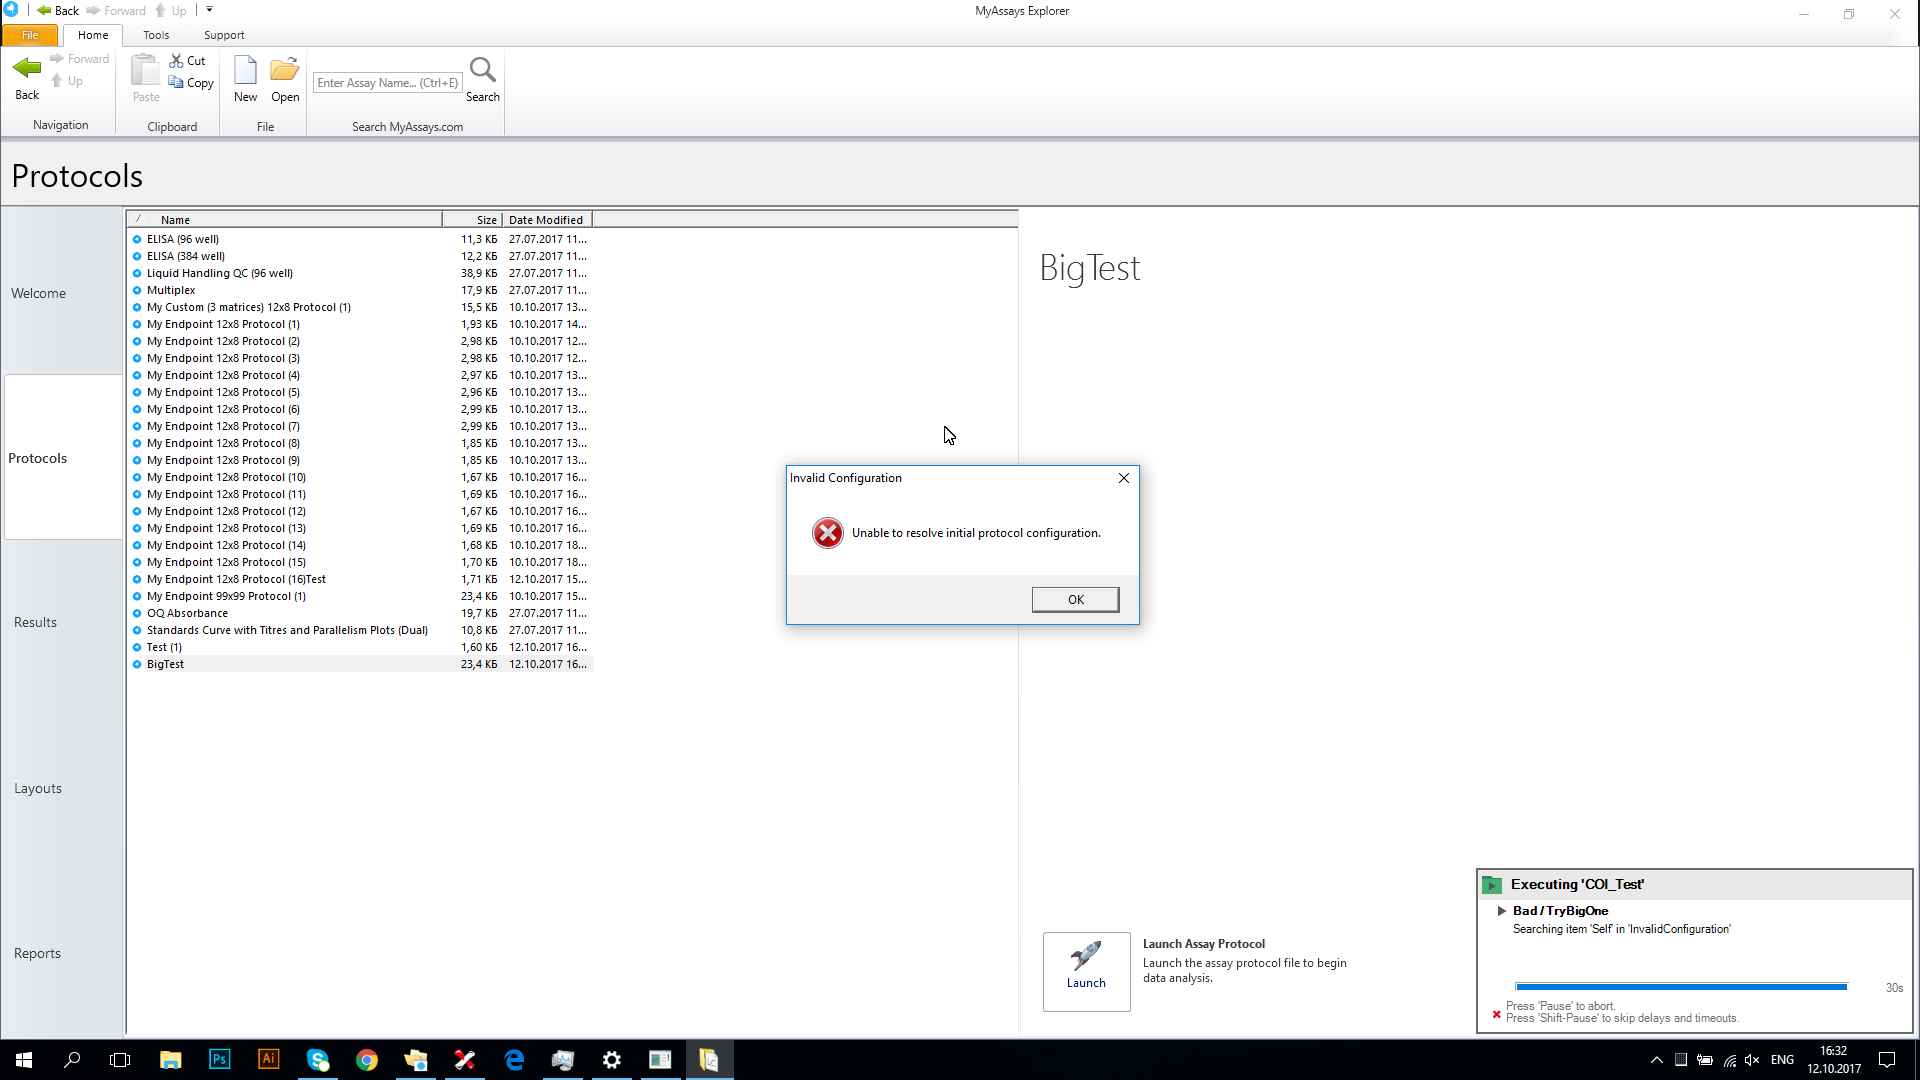 Back Forward Up
MyAssays Explorer
File Home Tools Support
Back
Forward
Up
Navigation
Paste
Cut
Copy
Clipboard
New Open
File
Enter Assay Name... (Ctrl+E)
Search
Search MyAssays.com
Protocols
Welcome
Protocols
Results
Layouts
Reports
Name Size Date Modified
ELISA (96 well) 11,3 КБ 27.07.2017 11...
ELISA (384 well) 12,2 КБ 27.07.2017 11...
Liquid Handling QC (96 well) 38,9 КБ 27.07.2017 11...
Multiplex 17,9 КБ 27.07.2017 11...
My Custom (3 matrices) 12x8 Protocol (1) 15,5 КБ 10.10.2017 13...
My Endpoint 12x8 Protocol (1) 1,93 КБ 10.10.2017 14...
My Endpoint 12x8 Protocol (2) 2,98 КБ 10.10.2017 12...
My Endpoint 12x8 Protocol (3) 2,98 КБ 10.10.2017 12...
My Endpoint 12x8 Protocol (4) 2,97 КБ 10.10.2017 13...
My Endpoint 12x8 Protocol (5) 2,96 КБ 10.10.2017 13...
My Endpoint 12x8 Protocol (6) 2,99 КБ 10.10.2017 13...
My Endpoint 12x8 Protocol (7) 2,99 КБ 10.10.2017 13...
My Endpoint 12x8 Protocol (8) 1,85 КБ 10.10.2017 13...
My Endpoint 12x8 Protocol (9) 1,85 КБ 10.10.2017 13...
My Endpoint 12x8 Protocol (10) 1,67 КБ 10.10.2017 16...
My Endpoint 12x8 Protocol (11) 1,69 КБ 10.10.2017 16...
My Endpoint 12x8 Protocol (12) 1,67 КБ 10.10.2017 16...
My Endpoint 12x8 Protocol (13) 1,69 КБ 10.10.2017 16...
My Endpoint 12x8 Protocol (14) 1,68 КБ 10.10.2017 18...
My Endpoint 12x8 Protocol (15) 1,70 КБ 10.10.2017 18...
My Endpoint 12x8 Protocol (16)Test 1,71 КБ 12.10.2017 15...
My Endpoint 99x99 Protocol (1) 23,4 КБ 10.10.2017 15...
OQ Absorbance 19,7 КБ 27.07.2017 11...
Standards Curve with Titres and Parallelism Plots (Dual) 10,8 КБ 27.07.2017 11...
Test (1) 1,60 КБ 12.10.2017 16...
BigTest 23,4 КБ 12.10.2017 16...
BigTest
Invalid Configuration
Unable to resolve initial protocol configuration.
OK
Launch
Launch Assay Protocol
Launch the assay protocol file to begin
data analysis.
Executing 'COI_Test'
Bad / TryBigOne
Searching item 'Self' in 'InvalidConfiguration'
30s
Press 'Pause' to abort.
Press 'Shift-Pause' to skip delays and timeouts.
Ps Ai
ENG
16:32
12.10.2017